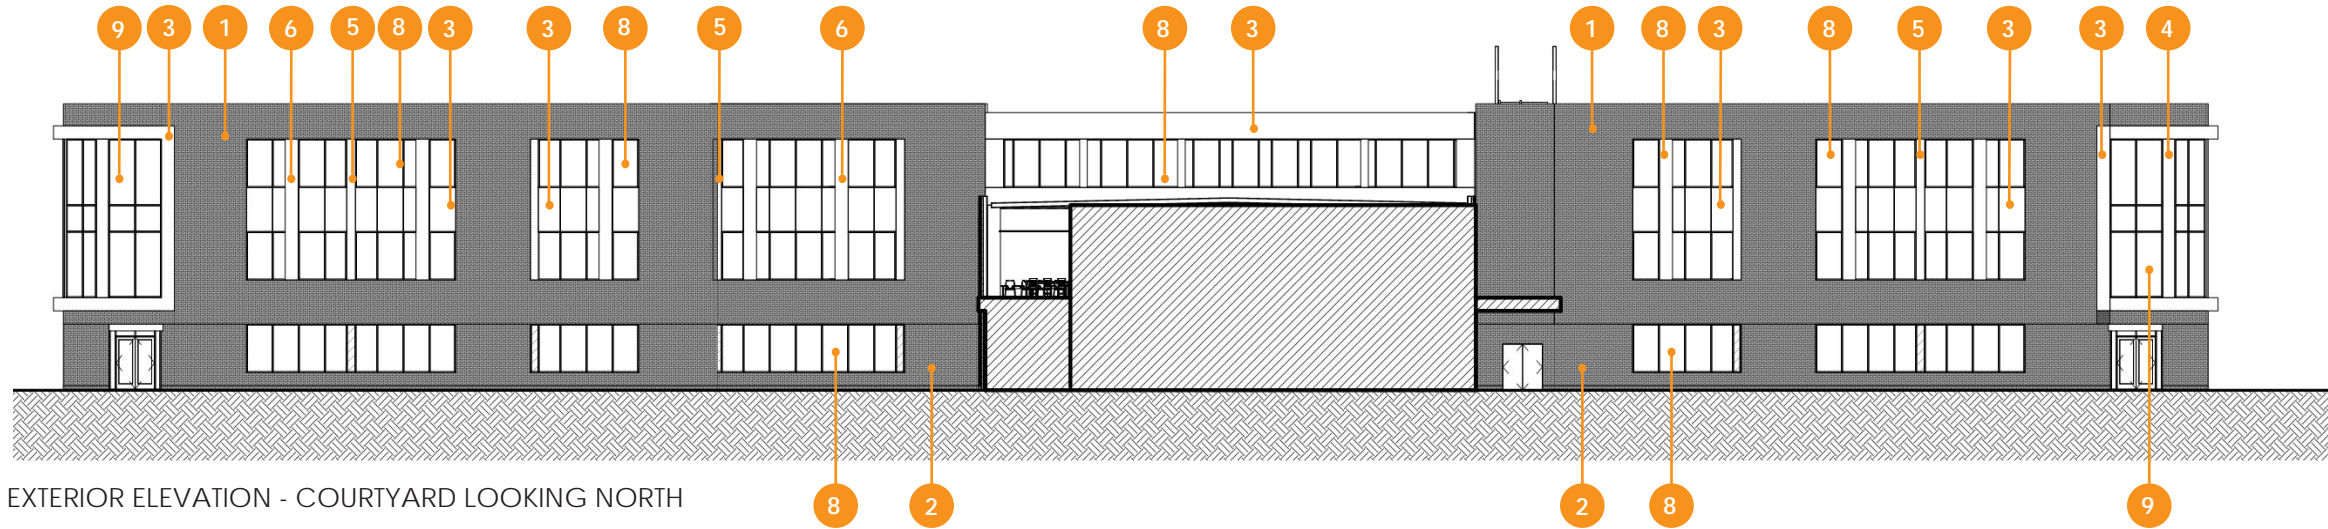 9 3 1 6 5 8 3 3 8 5 6 8 3 1 8 3 8 5 3 3 4
EXTERIOR ELEVATION - COURTYARD LOOKING NORTH
8 2 2 8 9